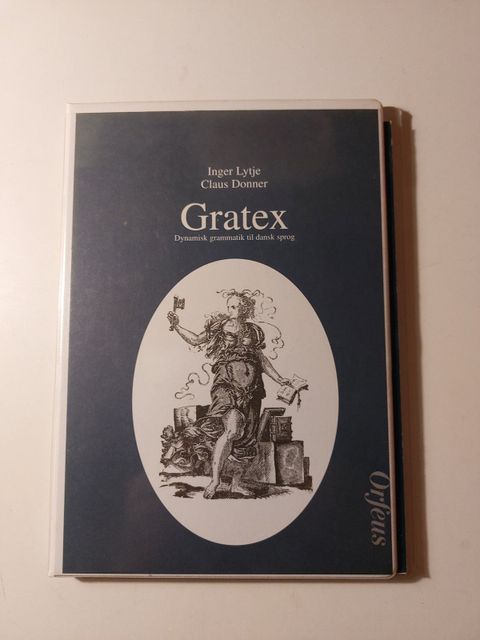 Inger Lytje
Claus Donner
Gratex
Dynamisk grammatik til dansk sprog
Orfeus